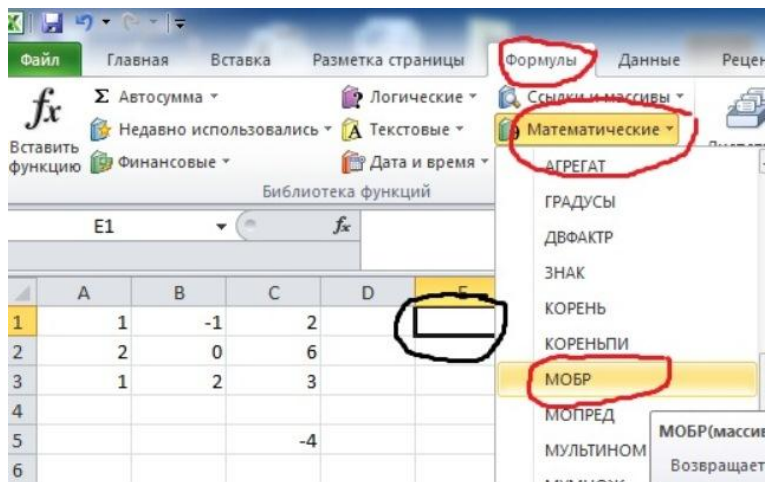 Файл Главная Вставка Разметка страницы Формулы Данные Рецен
fx Σ Автосумма Логические Ссылки и массивы
Вставить функцию Недавно использовались Текстовые Математические
Финансовые Дата и время
Библиотека функций
E1 fx
A B C D E
1 1 -1 2
2 2 0 6
3 1 2 3
4
5 -4
6
АГРЕГАТ
ГРАДУСЫ
ДВФАКТР
ЗНАК
КОРЕНЬ
КОРЕНЬПИ
МОБР
МОПРЕД
МУЛЬТИНОМ
МОБР(массив
Возвращает